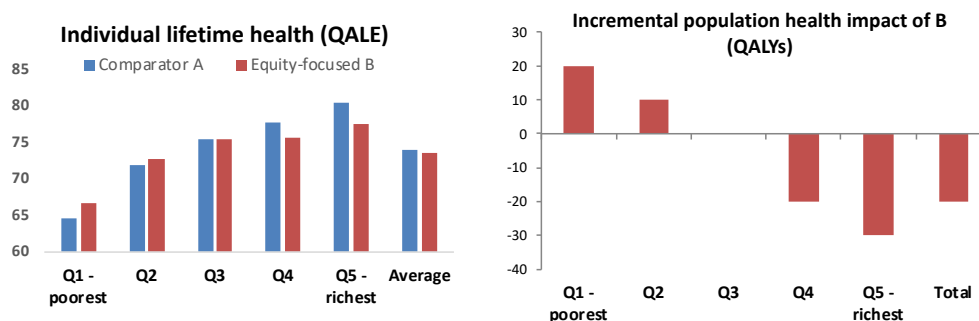 Individual lifetime health (QALE)
Comparator A Equity-focused B
85
80
75
70
65
60
Q1 - Q2 Q3 Q4 Q5 - Average
poorest richest
Incremental population health impact of B
(QALYs)
30
20
10
0
-10
-20
-30
-40
Q1 - Q2 Q3 Q4 Q5 - Total
poorest richest